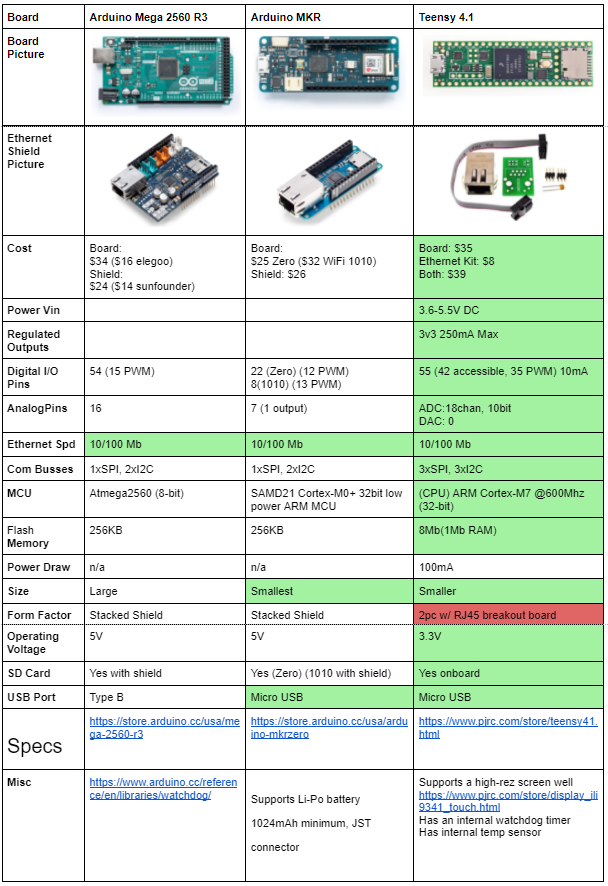 Board Arduino Mega 2560 R3 Arduino MKR Teensy 4.1
Board
Picture
Ethernet
Shield
Picture
Cost
Board:
$34 ($16 elegoo)
Shield:
$24 ($14 sunfounder)
Board:
$25 Zero ($32 WiFi 1010)
Shield: $26
Board: $35
Ethernet Kit: $8
Both: $39
Power Vin
3.6-5.5V DC
Regulated
Outputs
3v3 250mA Max
Digital I/O
Pins
54 (15 PWM)
22 (Zero) (12 PWM)
8(1010) (13 PWM)
55 (42 accessible, 35 PWM) 10mA
AnalogPins
16
7 (1 output)
ADC:18chan, 10bit
DAC: 0
Ethernet Spd
10/100 Mb
10/100 Mb
10/100 Mb
Com Busses
1xSPI, 2xI2C
1xSPI, 2xI2C
3xSPI, 3xI2C
MCU
Atmega2560 (8-bit)
SAMD21 Cortex-M0+ 32bit low
power ARM MCU
(CPU) ARM Cortex-M7 @600Mhz
(32-bit)
Flash
Memory
256KB
256KB
8Mb(1Mb RAM)
Power Draw
n/a
n/a
100mA
Size
Large
Smallest
Smaller
Form Factor
Stacked Shield
Stacked Shield
2pc w/ RJ45 breakout board
Operating
Voltage
5V
5V
3.3V
SD Card
Yes with shield
Yes (Zero) (1010 with shield)
Yes onboard
USB Port
Type B
Micro USB
Micro USB
Specs
https://store.arduino.cc/usa/me
ga-2560-r3
https://store.arduino.cc/usa/ardu
ino-mkrzero
https://www.pjrc.com/store/teensy41.
html
Misc
https://www.arduino.cc/referenc
e/en/libraries/watchdog/
Supports Li-Po battery
1024mAh minimum, JST
connector
Supports a high-rez screen well
https://www.pjrc.com/store/display_ili
9341_touch.html
Has an internal watchdog timer
Has internal temp sensor